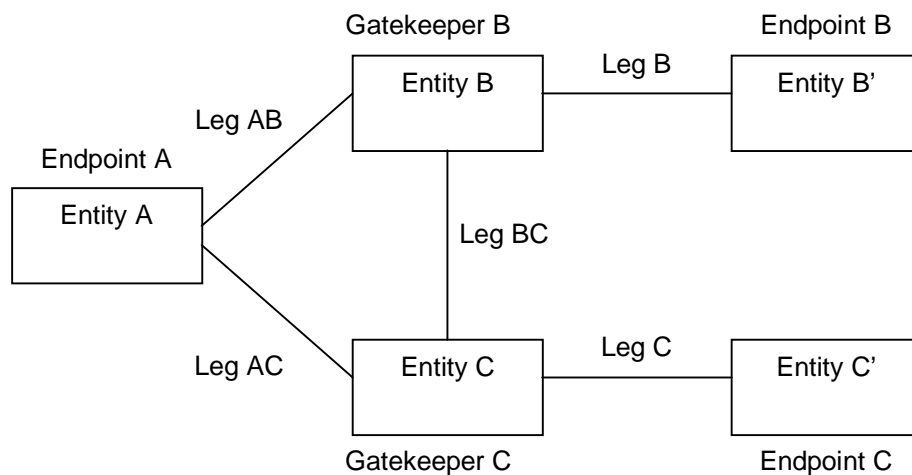 Gatekeeper B
Endpoint B
Entity B
Leg B
Entity B’
Leg AB
Endpoint A
Entity A
Leg BC
Leg AC
Entity C
Leg C
Entity C’
Gatekeeper C
Endpoint C